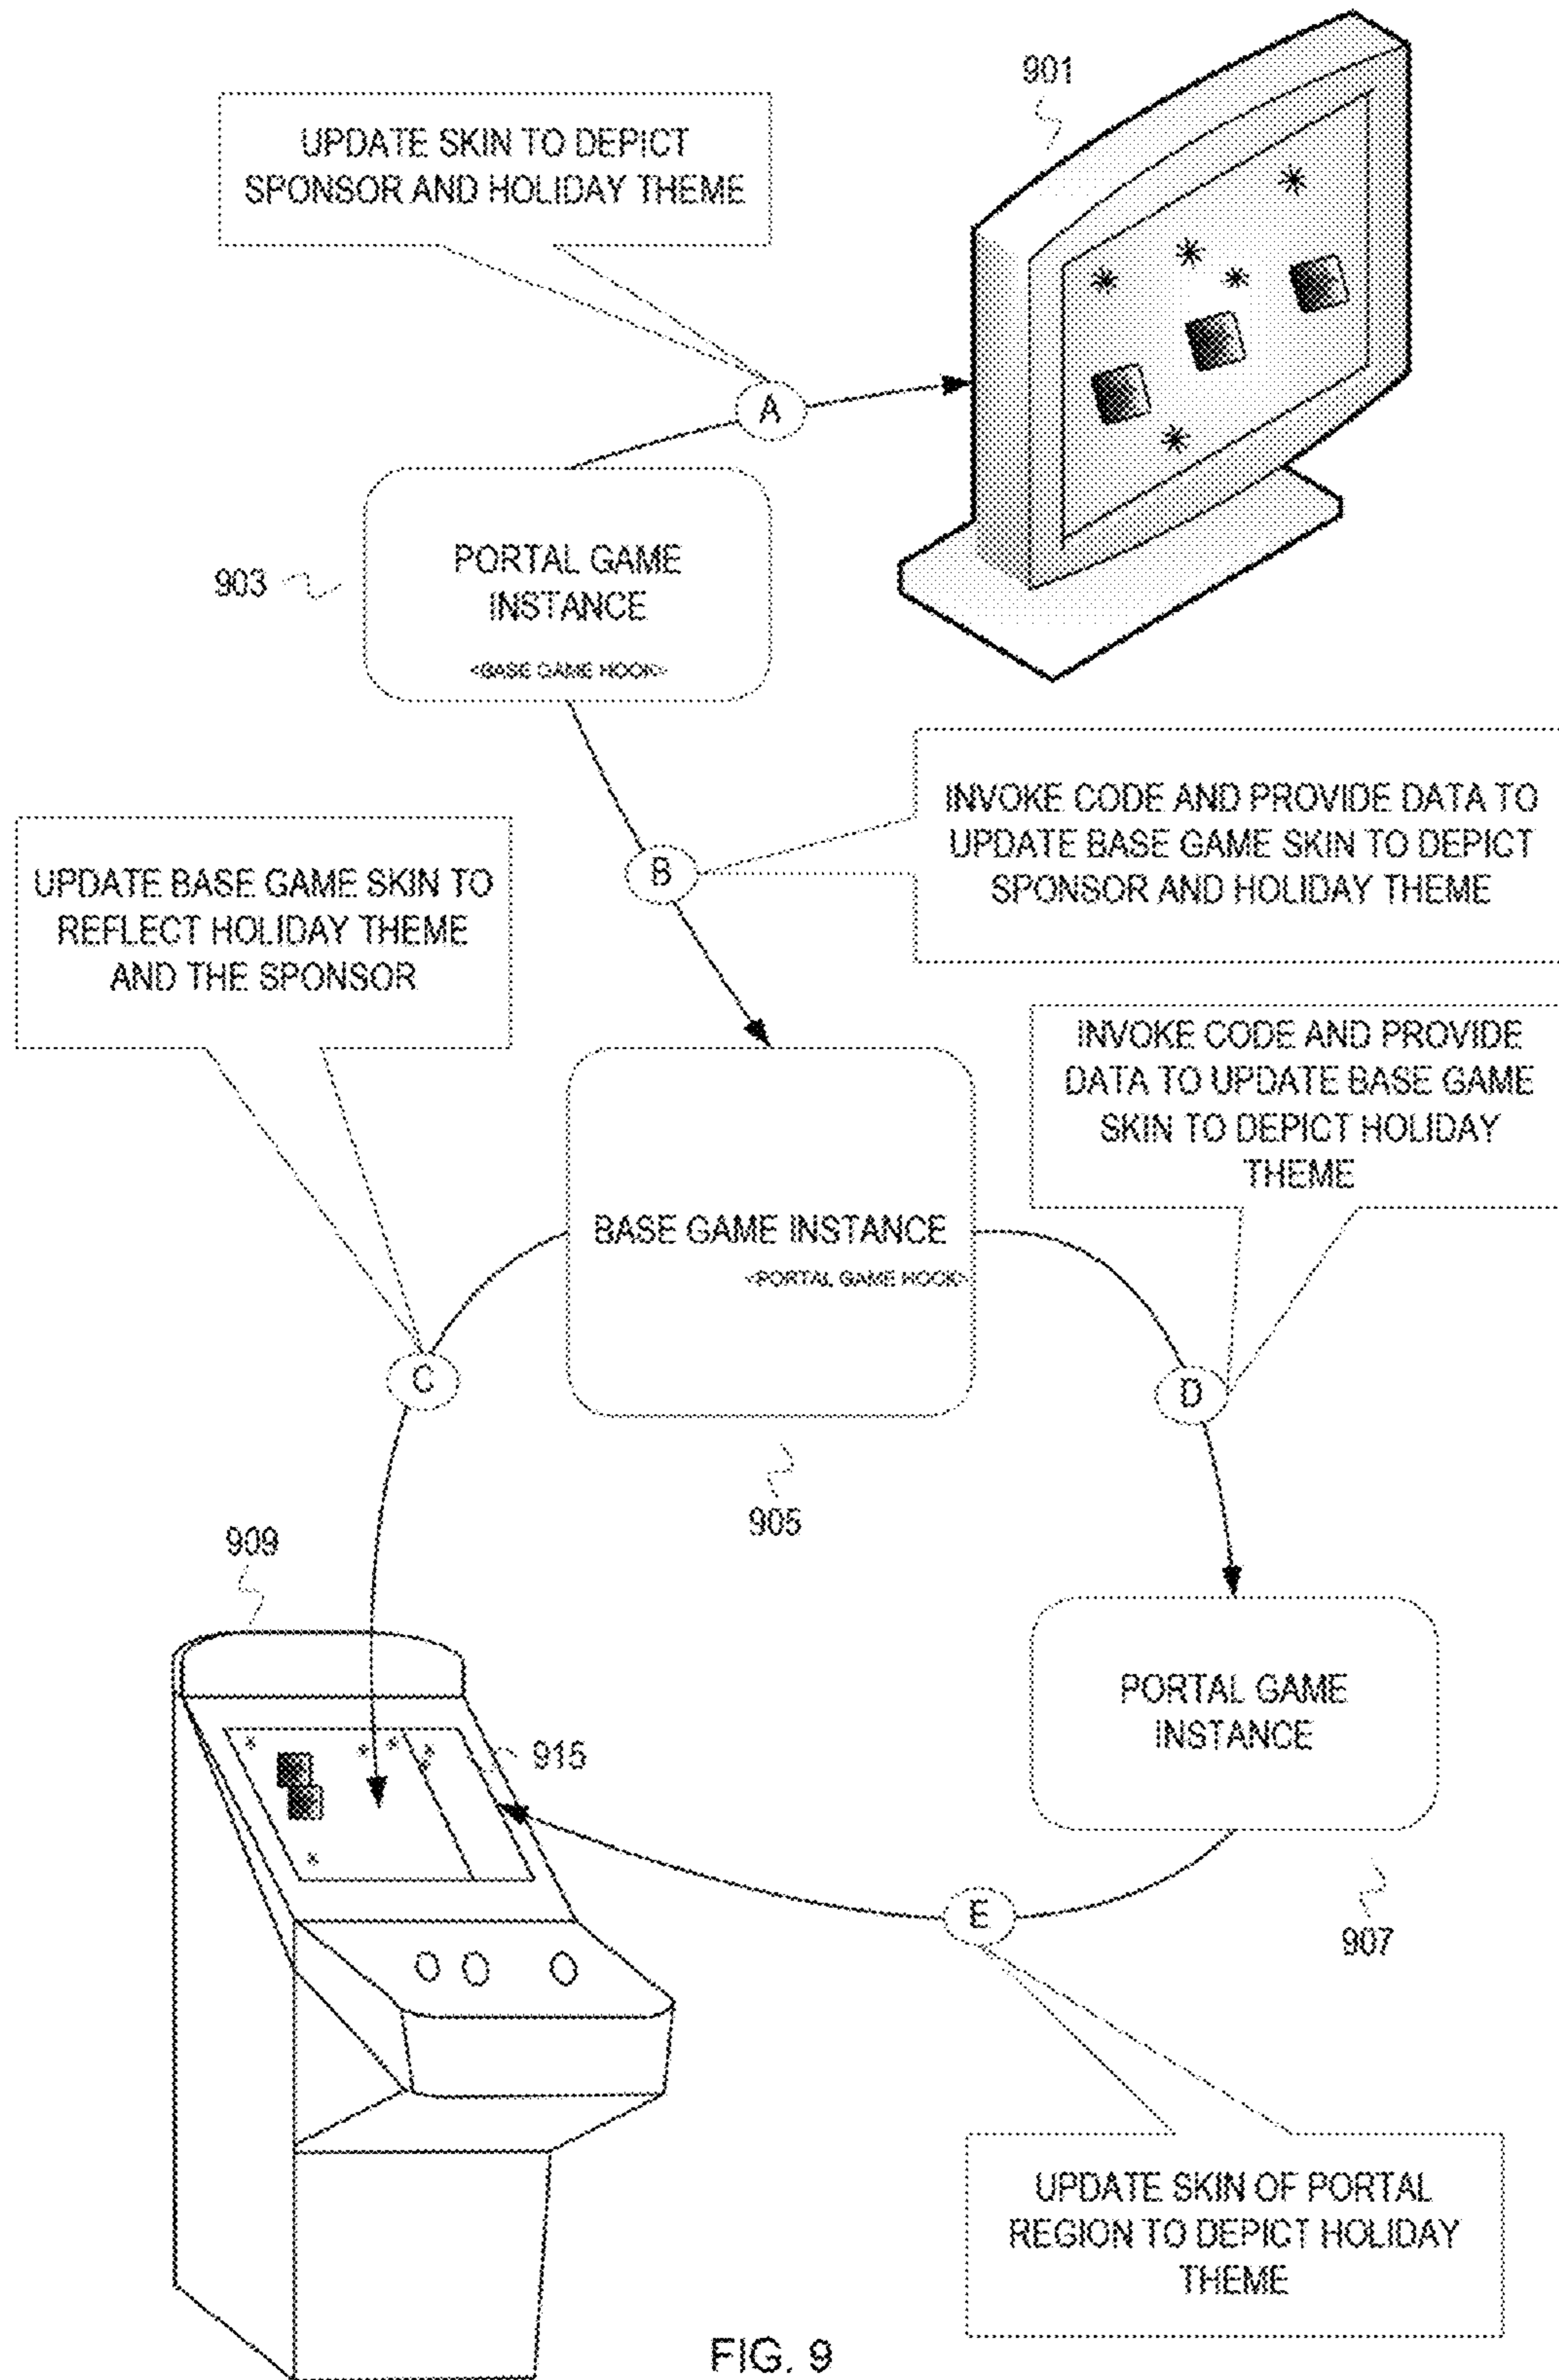 901
UPDATE SKIN TO DEPICT
SPONSOR AND HOLIDAY THEME
A
903
PORTAL GAME
INSTANCE
<BASE GAME HOOK>
B
INVOKE CODE AND PROVIDE DATA TO
UPDATE BASE GAME SKIN TO DEPICT
SPONSOR AND HOLIDAY THEME
UPDATE BASE GAME SKIN TO
REFLECT HOLIDAY THEME
AND THE SPONSOR
INVOKE CODE AND PROVIDE
DATA TO UPDATE BASE GAME
SKIN TO DEPICT HOLIDAY
THEME
BASE GAME INSTANCE
<PORTAL GAME HOOK>
C
D
905
909
PORTAL GAME
INSTANCE
915
E
907
UPDATE SKIN OF PORTAL
REGION TO DEPICT HOLIDAY
THEME
FIG. 9